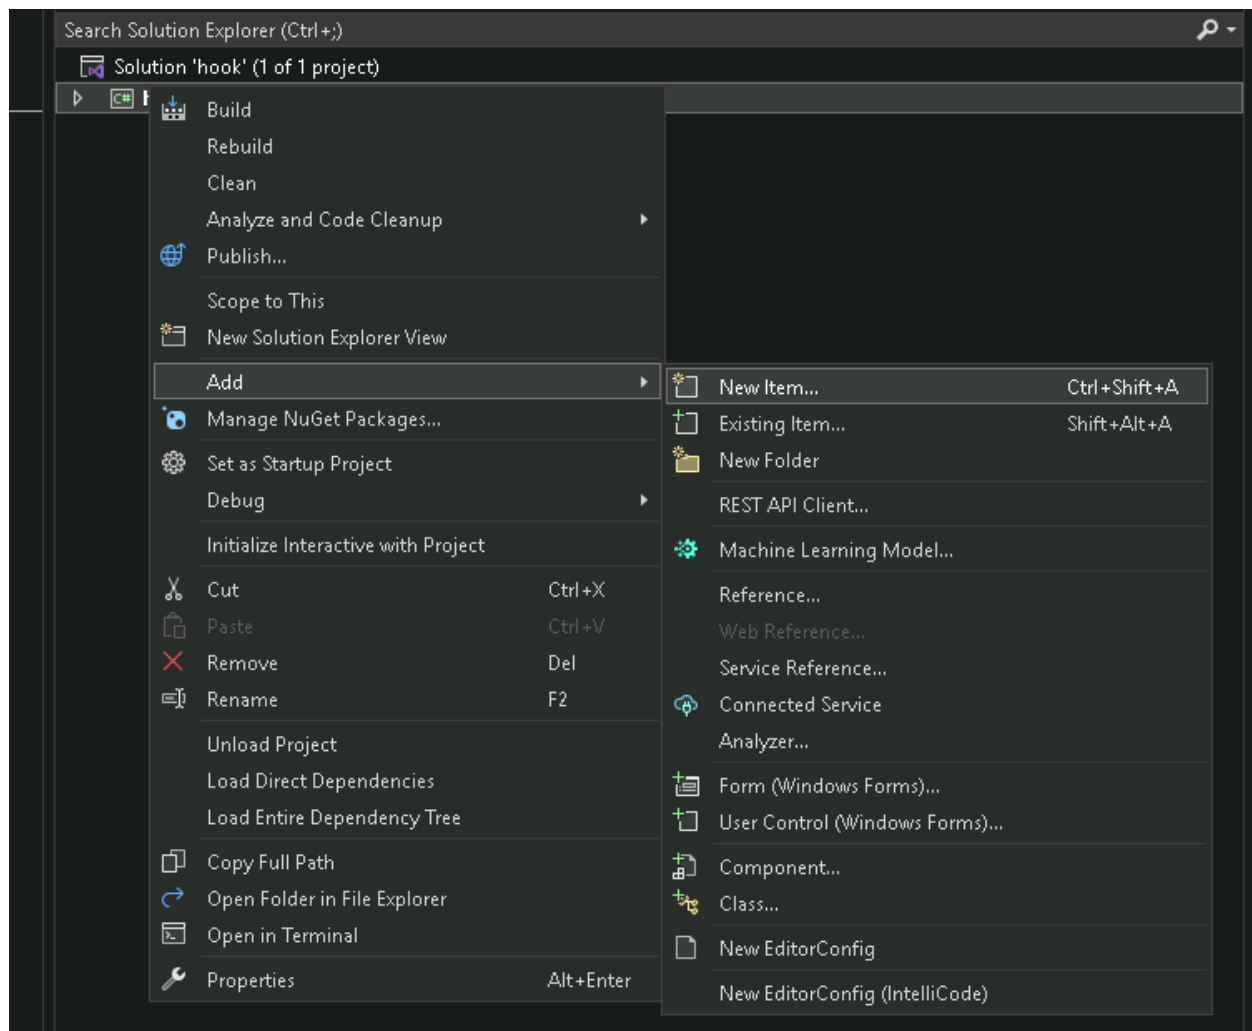 Search Solution Explorer (Ctrl+;)
Solution 'hook' (1 of 1 project)
C#
Build
Rebuild
Clean
Analyze and Code Cleanup
Publish...
Scope to This
New Solution Explorer View
Add
Manage NuGet Packages...
Set as Startup Project
Debug
Initialize Interactive with Project
Cut Ctrl+X
Paste Ctrl+V
Remove Del
Rename F2
Unload Project
Load Direct Dependencies
Load Entire Dependency Tree
Copy Full Path
Open Folder in File Explorer
Open in Terminal
Properties Alt+Enter
New Item... Ctrl+Shift+A
Existing Item... Shift+Alt+A
New Folder
REST API Client...
Machine Learning Model...
Reference...
Web Reference...
Service Reference...
Connected Service
Analyzer...
Form (Windows Forms)...
User Control (Windows Forms)...
Component...
Class...
New EditorConfig
New EditorConfig (IntelliCode)